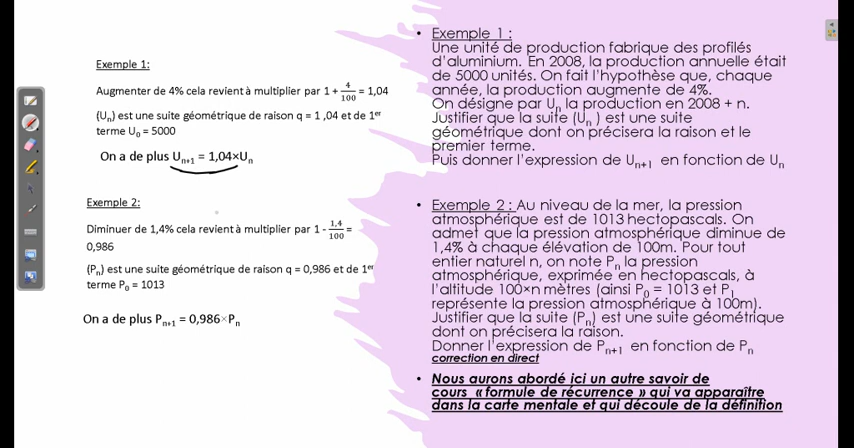 Exemple 1:
Augmenter de 4% cela revient à multiplier par 1 + 4/100 = 1,04
(Un) est une suite géométrique de raison q = 1 ,04 et de 1er
terme U0 = 5000
On a de plus Un+1 = 1,04×Un
Exemple 2:
Diminuer de 1,4% cela revient à multiplier par 1 - 1,4/100 =
0,986
(Pn) est une suite géométrique de raison q = 0,986 et de 1er
terme P0 = 1013
On a de plus Pn+1 = 0,986×Pn
• Exemple 1 :
Une unité de production fabrique des profilés
d'aluminium. En 2008, la production annuelle était
de 5000 unités. On fait l'hypothèse que, chaque
année, la production augmente de 4%.
On désigne par Un la production en 2008 + n.
Justifier que la suite (Un ) est une suite
géométrique dont on précisera la raison et le
premier terme.
Puis donner l'expression de Un+1 en fonction de Un
• Exemple 2 : Au niveau de la mer, la pression
atmosphérique est de 1013 hectopascals. On
admet que la pression atmosphérique diminue de
1,4% à chaque élévation de 100m. Pour tout
entier naturel n, on note Pn la pression
atmosphérique, exprimée en hectopascals, à
l'altitude 100×n mètres (ainsi P0 = 1013 et P1
représente la pression atmosphérique à 100m).
Justifier que la suite (Pn) est une suite géométrique
dont on précisera la raison.
Donner l'expression de Pn+1 en fonction de Pn
correction en direct
• Nous aurons abordé ici un autre savoir de
cours « formule de récurrence » qui va apparaître
dans la carte mentale et qui découle de la définition